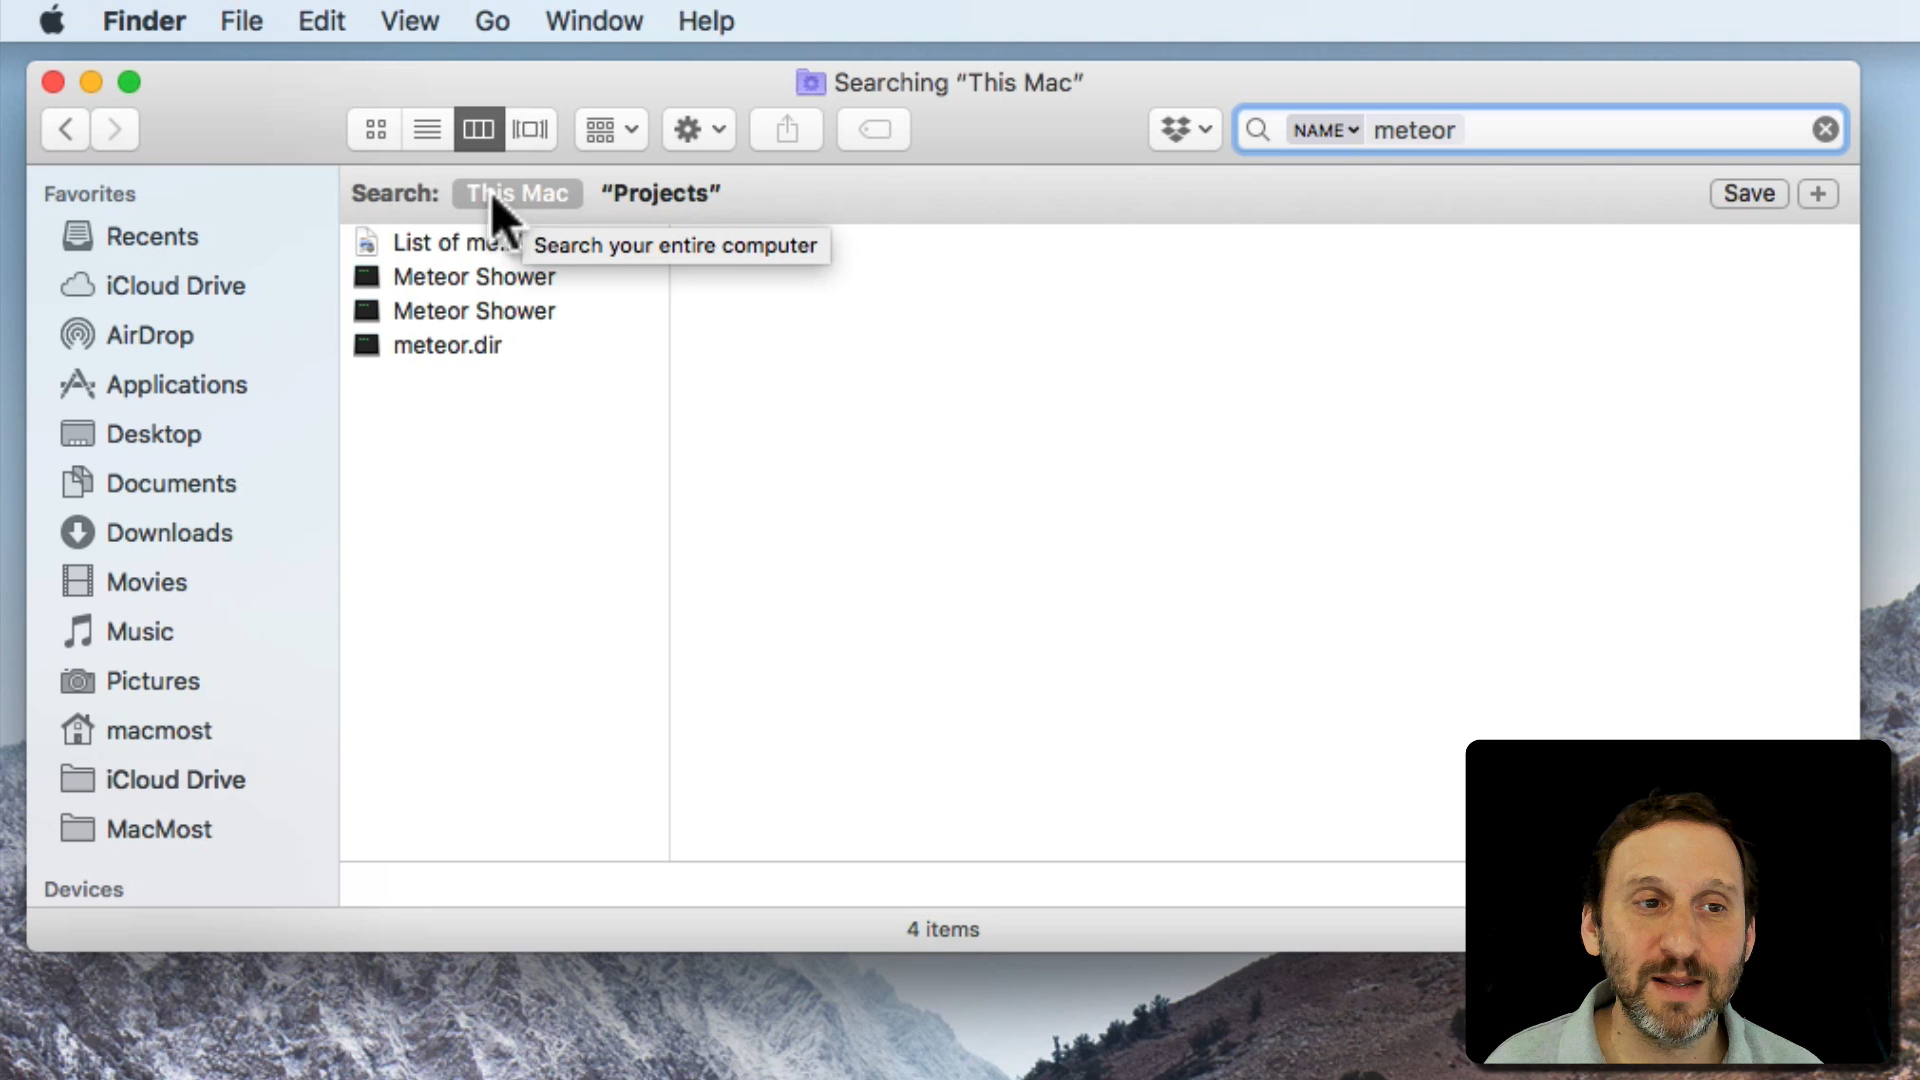 Finder File Edit View Go Window Help
Searching “This Mac”
NAME meteor
Search: This Mac “Projects” Save +
Favorites
Recents
iCloud Drive
AirDrop
Applications
Desktop
Documents
Downloads
Movies
Music
Pictures
macmost
iCloud Drive
MacMost
Devices
List of me...
Search your entire computer
Meteor Shower
Meteor Shower
meteor.dir
4 items